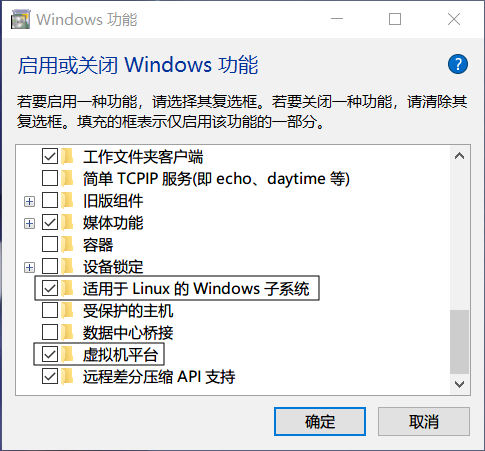 Windows 功能
启用或关闭 Windows 功能
?
若要启用一种功能，请选择其复选框。若要关闭一种功能，请清除其
复选框。填充的框表示仅启用该功能的一部分。
工作文件夹客户端
简单 TCPIP 服务(即 echo、daytime 等)
旧版组件
媒体功能
容器
设备锁定
适用于 Linux 的 Windows 子系统
受保护的主机
数据中心桥接
虚拟机平台
远程差分压缩 API 支持
确定
取消